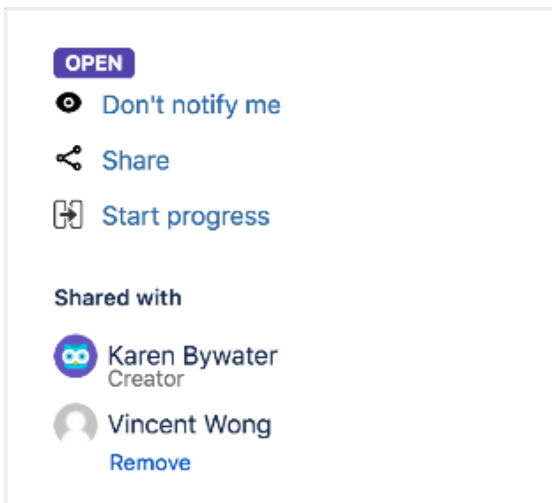 OPEN
Don't notify me
Share
Start progress
Shared with
Karen Bywater
Creator
Vincent Wong
Remove